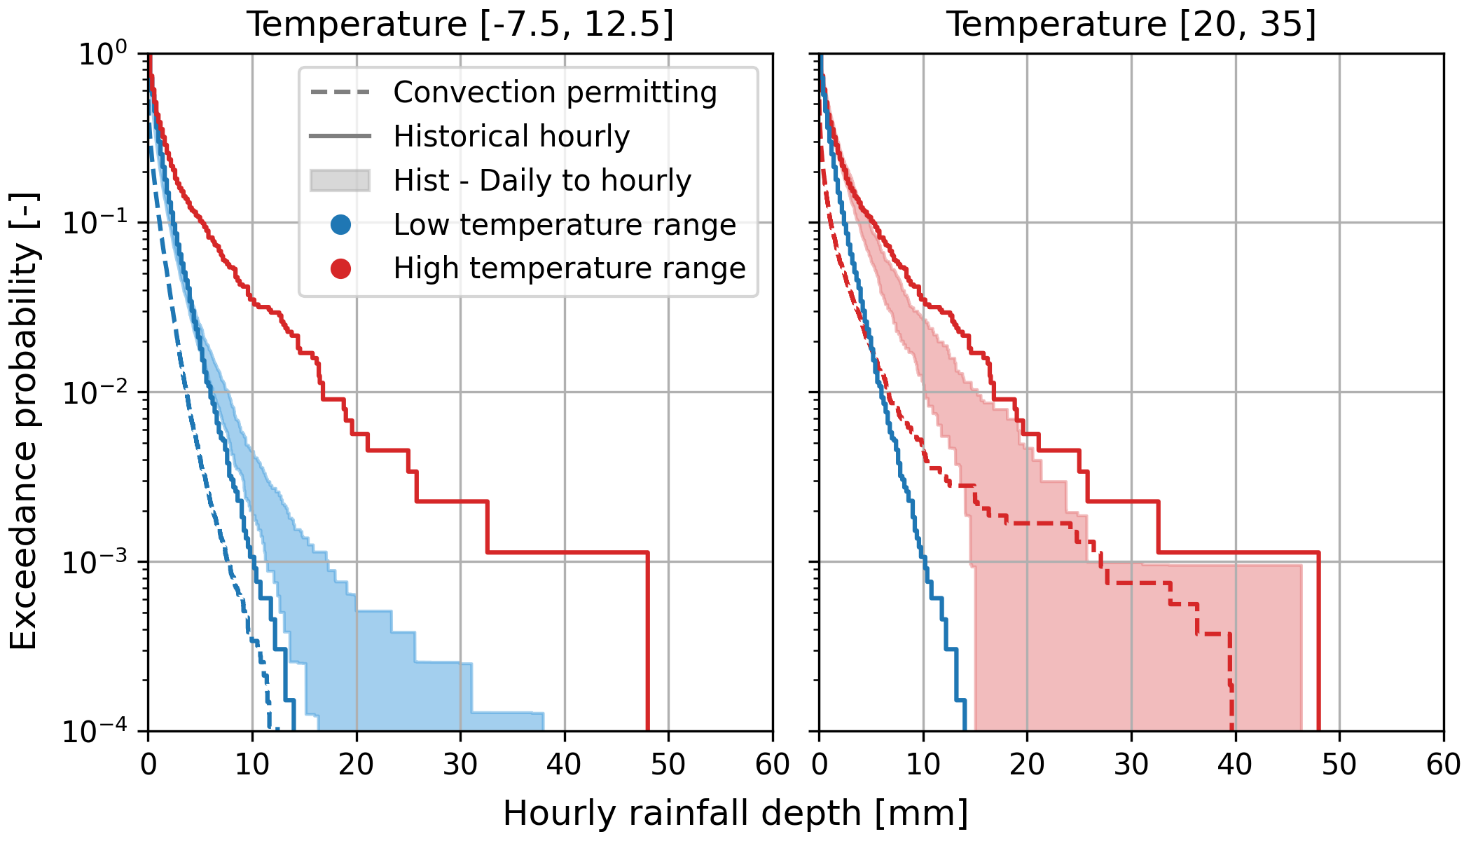 Temperature [-7.5, 12.5]
Temperature [20, 35]
10⁰
10⁻¹
10⁻²
10⁻³
10⁻⁴
Exceedance probability [-]
Convection permitting
Historical hourly
Hist - Daily to hourly
Low temperature range
High temperature range
0 10 20 30 40 50 60
0 10 20 30 40 50 60
Hourly rainfall depth [mm]